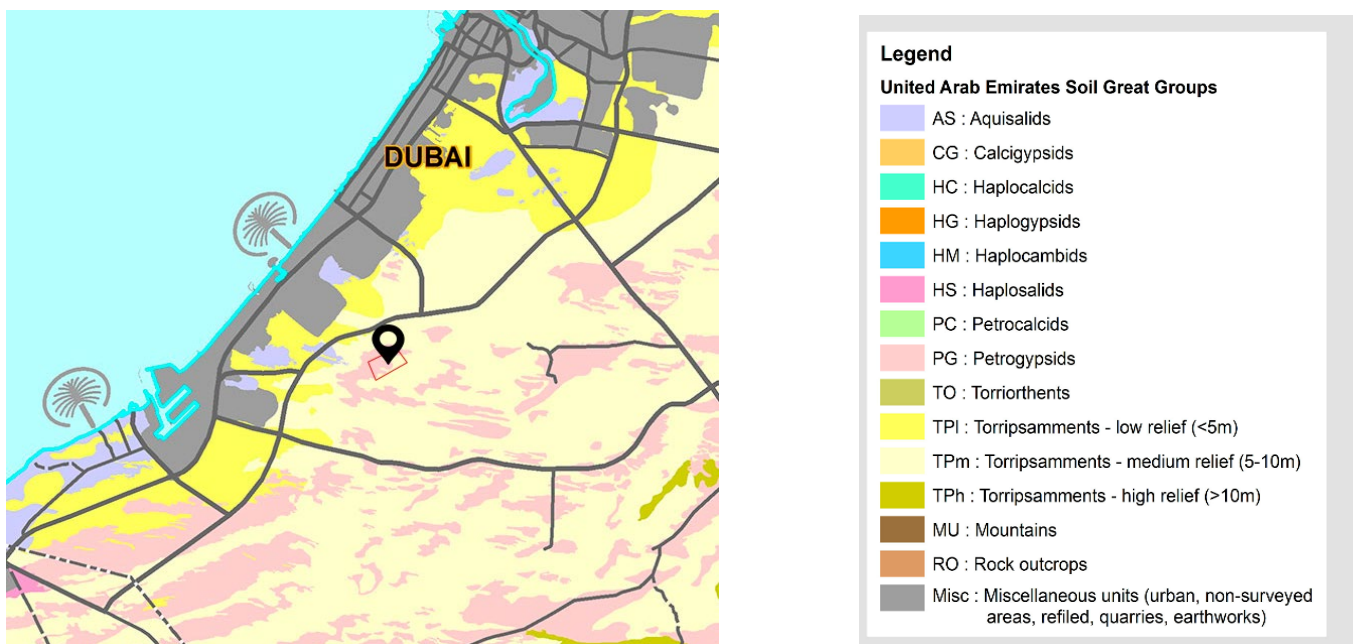 DUBAI
Legend
United Arab Emirates Soil Great Groups
AS : Aquisalids
CG : Calcigypsids
HC : Haplocalcids
HG : Haplogypsids
HM : Haplocambids
HS : Haplosalids
PC : Petrocalcids
PG : Petrogypsids
TO : Torriorthents
TPl : Torripsamments - low relief (<5m)
TPm : Torripsamments - medium relief (5-10m)
TPh : Torripsamments - high relief (>10m)
MU : Mountains
RO : Rock outcrops
Misc : Miscellaneous units (urban, non-surveyed
areas, refiled, quarries, earthworks)